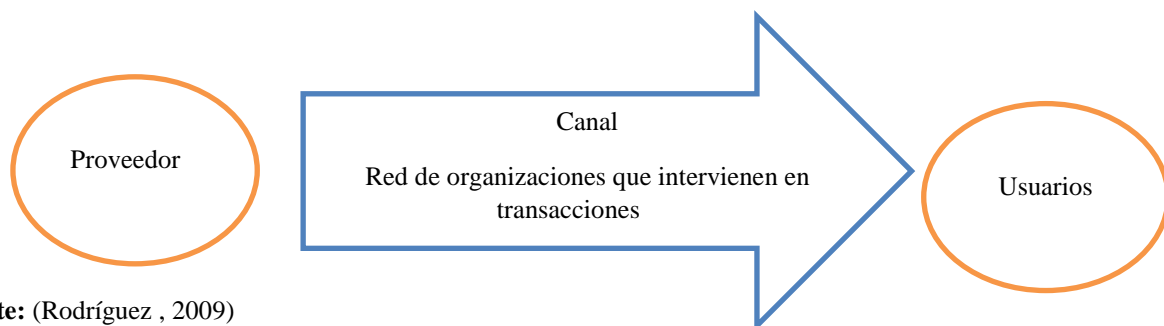 Canal
Proveedor
Red de organizaciones que intervienen en
transacciones
Usuarios
te: (Rodríguez , 2009)